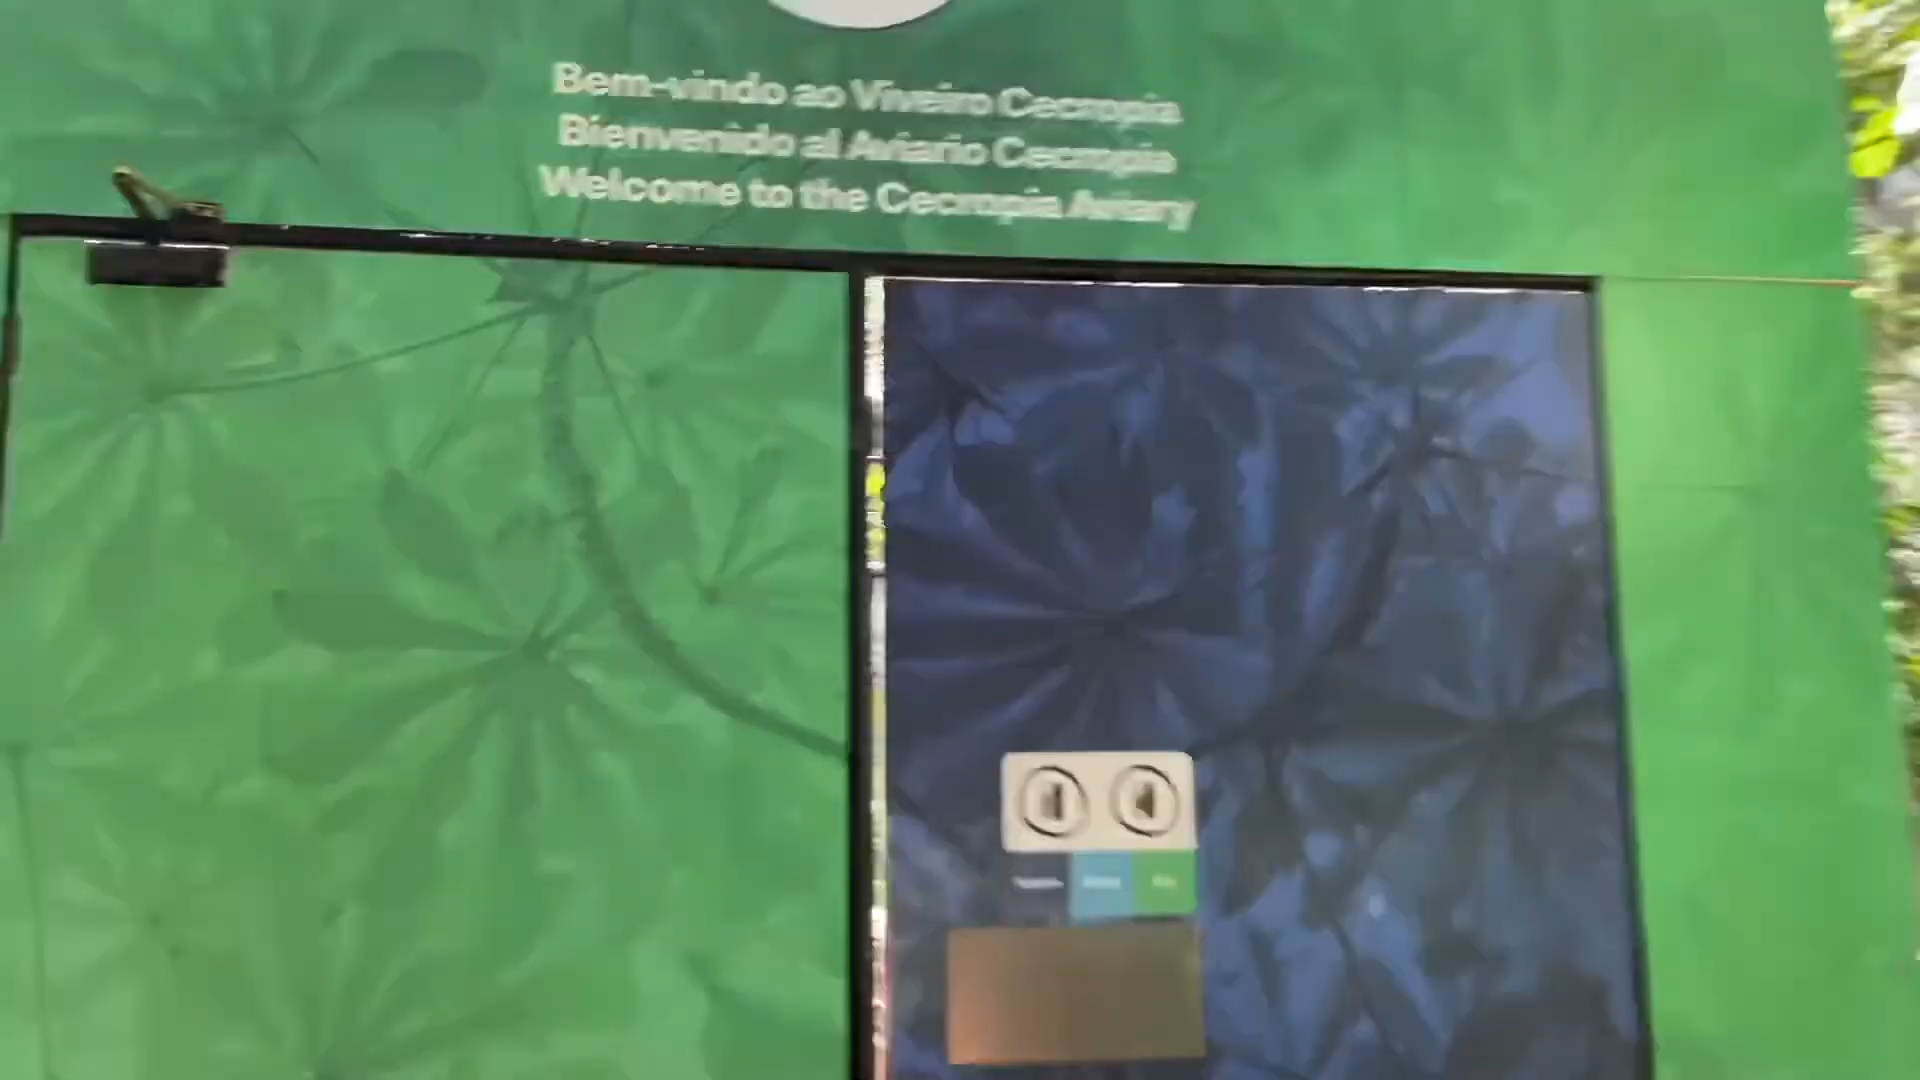 Bem-vindo ao Viveiro Cecropia
Bienvenido al Aviario Cecropia
Welcome to the Cecropia Aviary